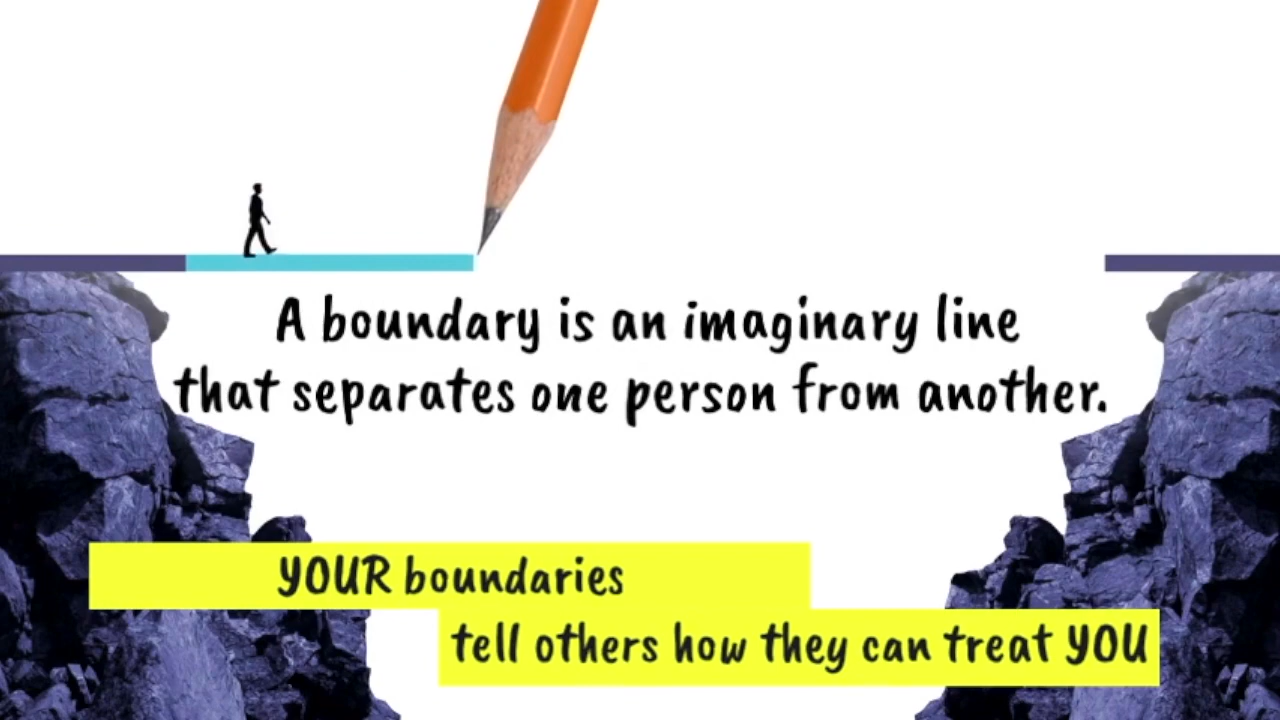 A boundary is an imaginary line
that separates one person from another.
YOUR boundaries
tell others how they can treat YOU